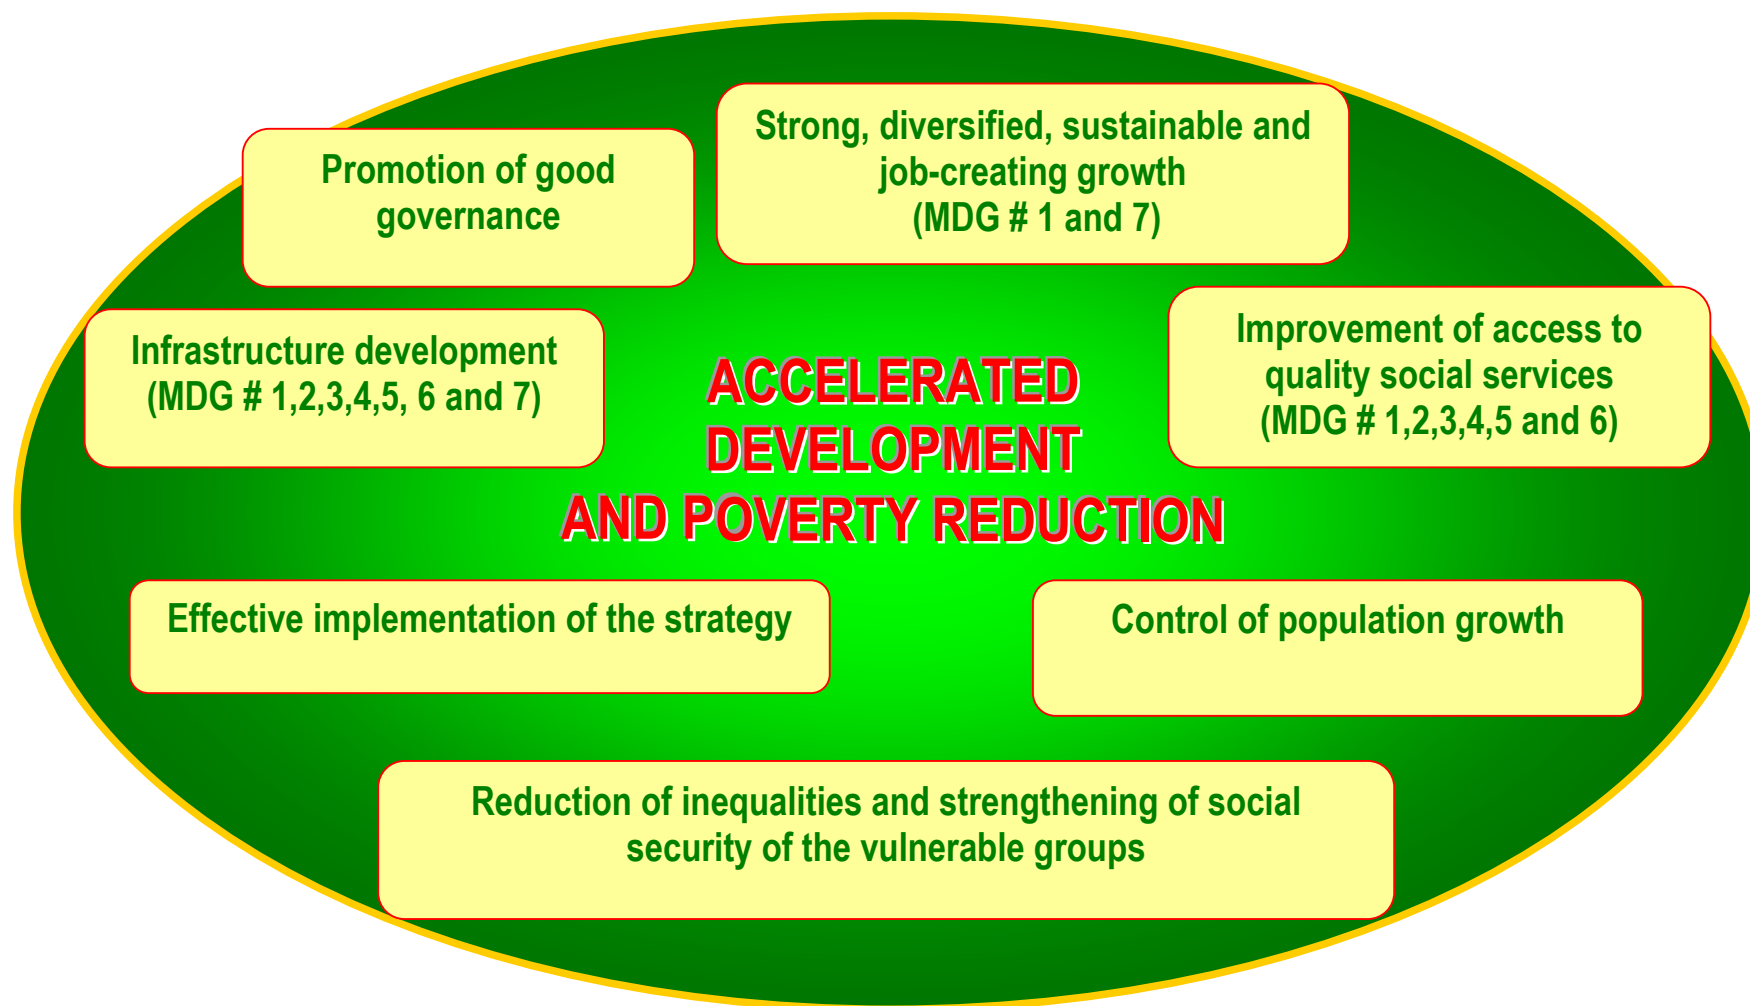 Strong, diversified, sustainable and
job-creating growth
(MDG # 1 and 7)
Promotion of good
governance
Infrastructure development
(MDG # 1,2,3,4,5, 6 and 7)
Improvement of access to
quality social services
(MDG # 1,2,3,4,5 and 6)
ACCELERATED
DEVELOPMENT
AND POVERTY REDUCTION
Effective implementation of the strategy
Control of population growth
Reduction of inequalities and strengthening of social
security of the vulnerable groups